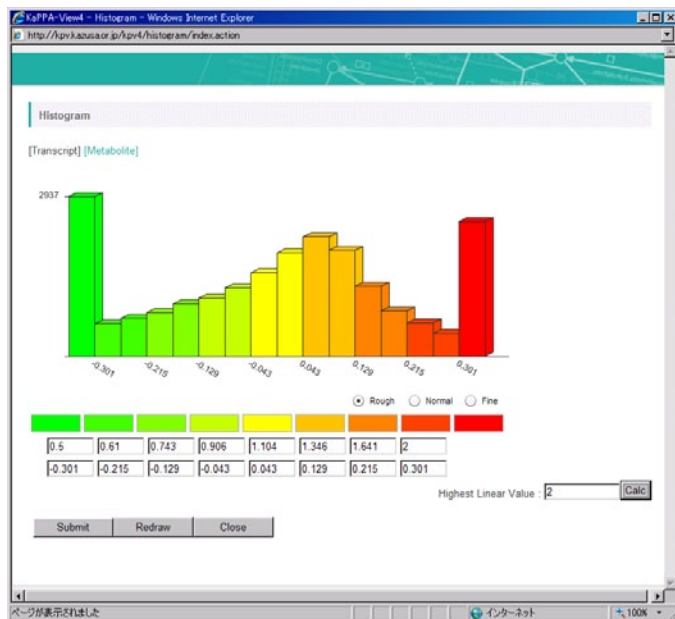 KaPPA-View4 - Histogram - Windows Internet Explorer
http://kpv.kazusa.or.jp/kpv4/histogram/index.action
Histogram
[Transcript] [Metabolite]
2937
-0.301 -0.215 -0.129 -0.043 0.043 0.129 0.215 0.301
Rough Normal Fine
0.5 0.61 0.743 0.906 1.104 1.346 1.641 2
-0.301 -0.215 -0.129 -0.043 0.043 0.129 0.215 0.301
Highest Linear Value : 2 Calc
Submit Redraw Close
ページが表示されました インターネット 100%